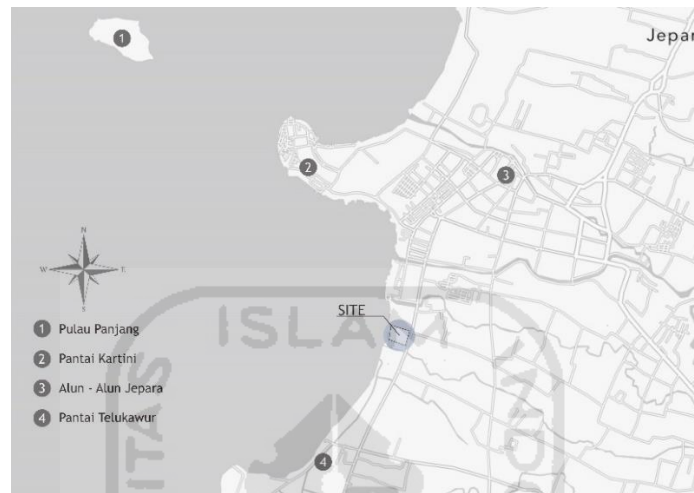 1
Jepar
2
3
N
W E
S
SITE
1 Pulau Panjang
2 Pantai Kartini
3 Alun - Alun Jepara
4 Pantai Telukawur
4
ISLA
ITAS